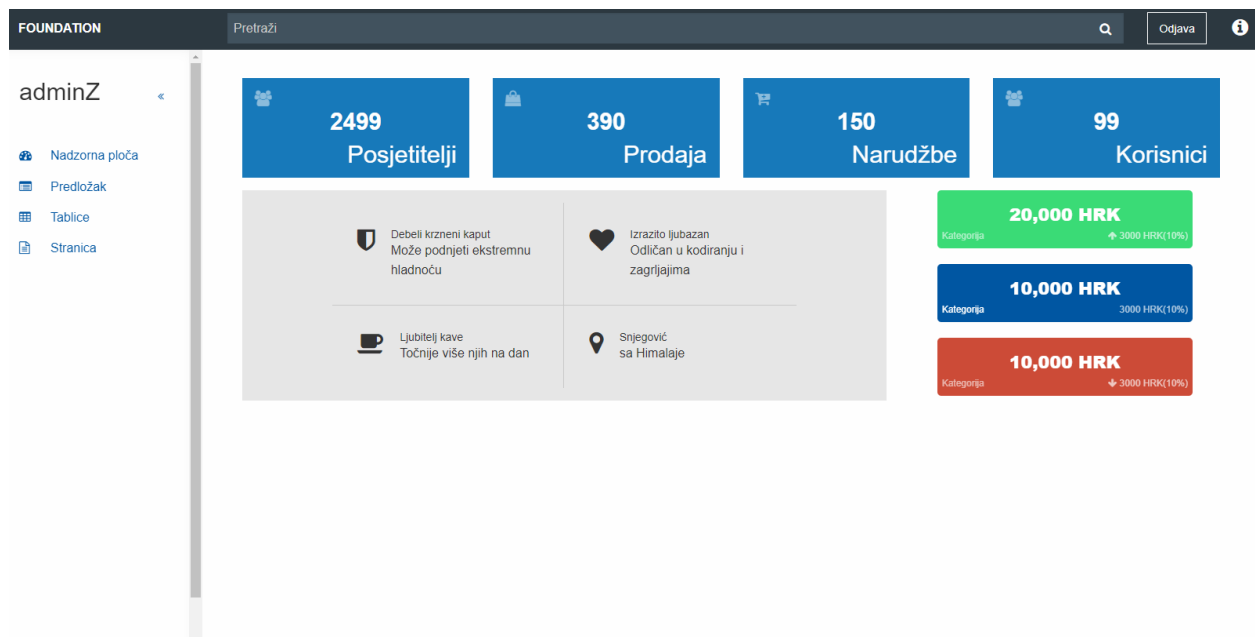 FOUNDATION
Pretraži
Odjava
adminZ
«
Nadzorna ploča
Predložak
Tablice
Stranica
2499
Posjetitelji
390
Prodaja
150
Narudžbe
99
Korisnici
Debeli krzneni kaput
Može podnjeti ekstremnu
hladnoću
Izrazito ljubazan
Odličan u kodiranju i
zagrljajima
Ljubitelj kave
Točnije više njih na dan
Snjegović
sa Himalaje
20,000 HRK
Kategorija
3000 HRK(10%)
10,000 HRK
Kategorija
3000 HRK(10%)
10,000 HRK
Kategorija
3000 HRK(10%)